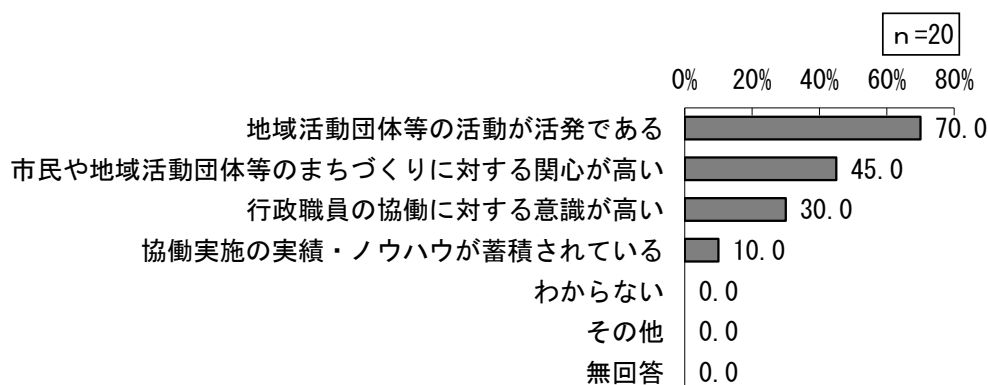 ｎ=20
0% 20% 40% 60% 80%
地域活動団体等の活動が活発である 70.0
市民や地域活動団体等のまちづくりに対する関心が高い 45.0
行政職員の協働に対する意識が高い 30.0
協働実施の実績・ノウハウが蓄積されている 10.0
わからない 0.0
その他 0.0
無回答 0.0